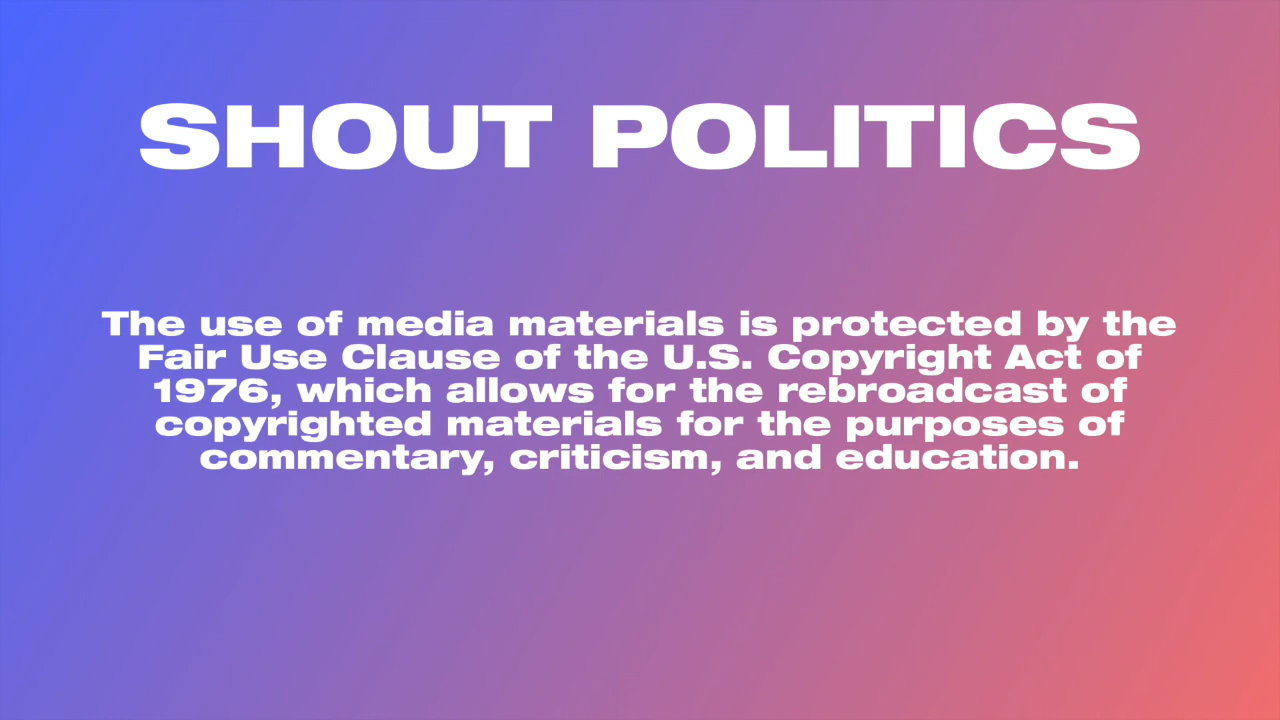 SHOUT POLITICS
The use of media materials is protected by the
Fair Use Clause of the U.S. Copyright Act of
1976, which allows for the rebroadcast of
copyrighted materials for the purposes of
commentary, criticism, and education.